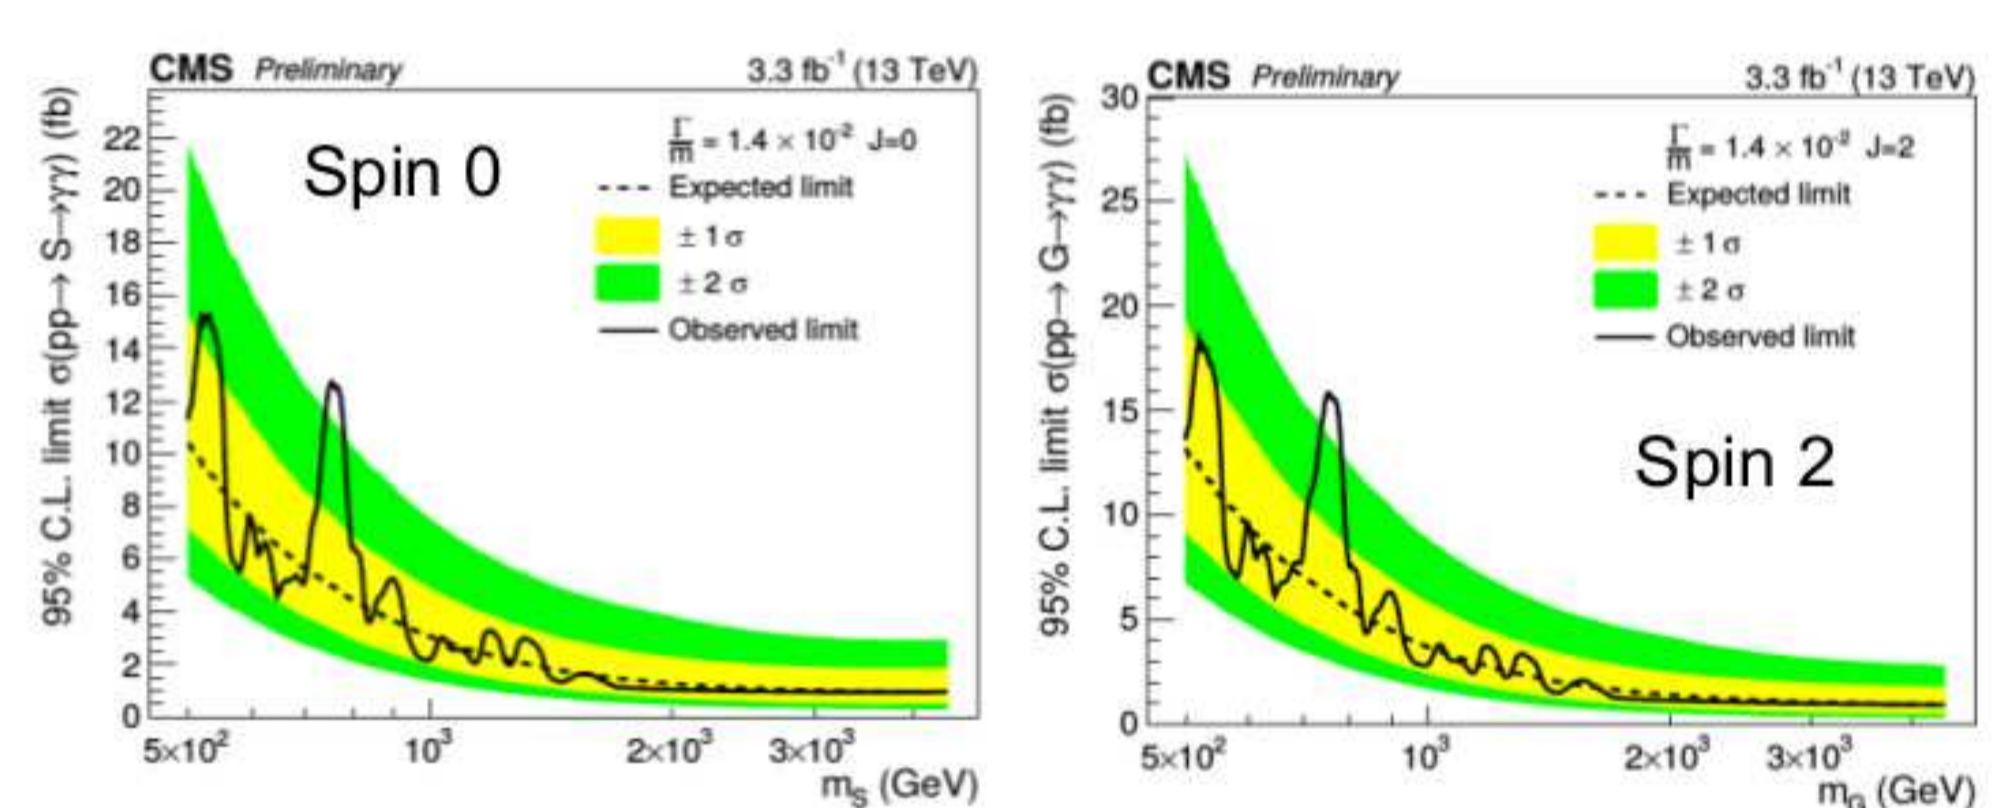 CMS Preliminary 3.3 fb⁻¹ (13 TeV)
95% C.L. limit σ(pp→ S→γγ) (fb)
22
20
18
16
14
12
10
8
6
4
2
0
Spin 0
Γ/m = 1.4 × 10⁻² J=0
Expected limit
± 1 σ
± 2 σ
Observed limit
5×10² 10³ 2×10³ 3×10³
m_S (GeV)
CMS Preliminary 3.3 fb⁻¹ (13 TeV)
95% C.L. limit σ(pp→ G→γγ) (fb)
30
25
20
15
10
5
0
Γ/m = 1.4 × 10⁻² J=2
Expected limit
± 1 σ
± 2 σ
Observed limit
Spin 2
5×10² 10³ 2×10³ 3×10³
m_G (GeV)